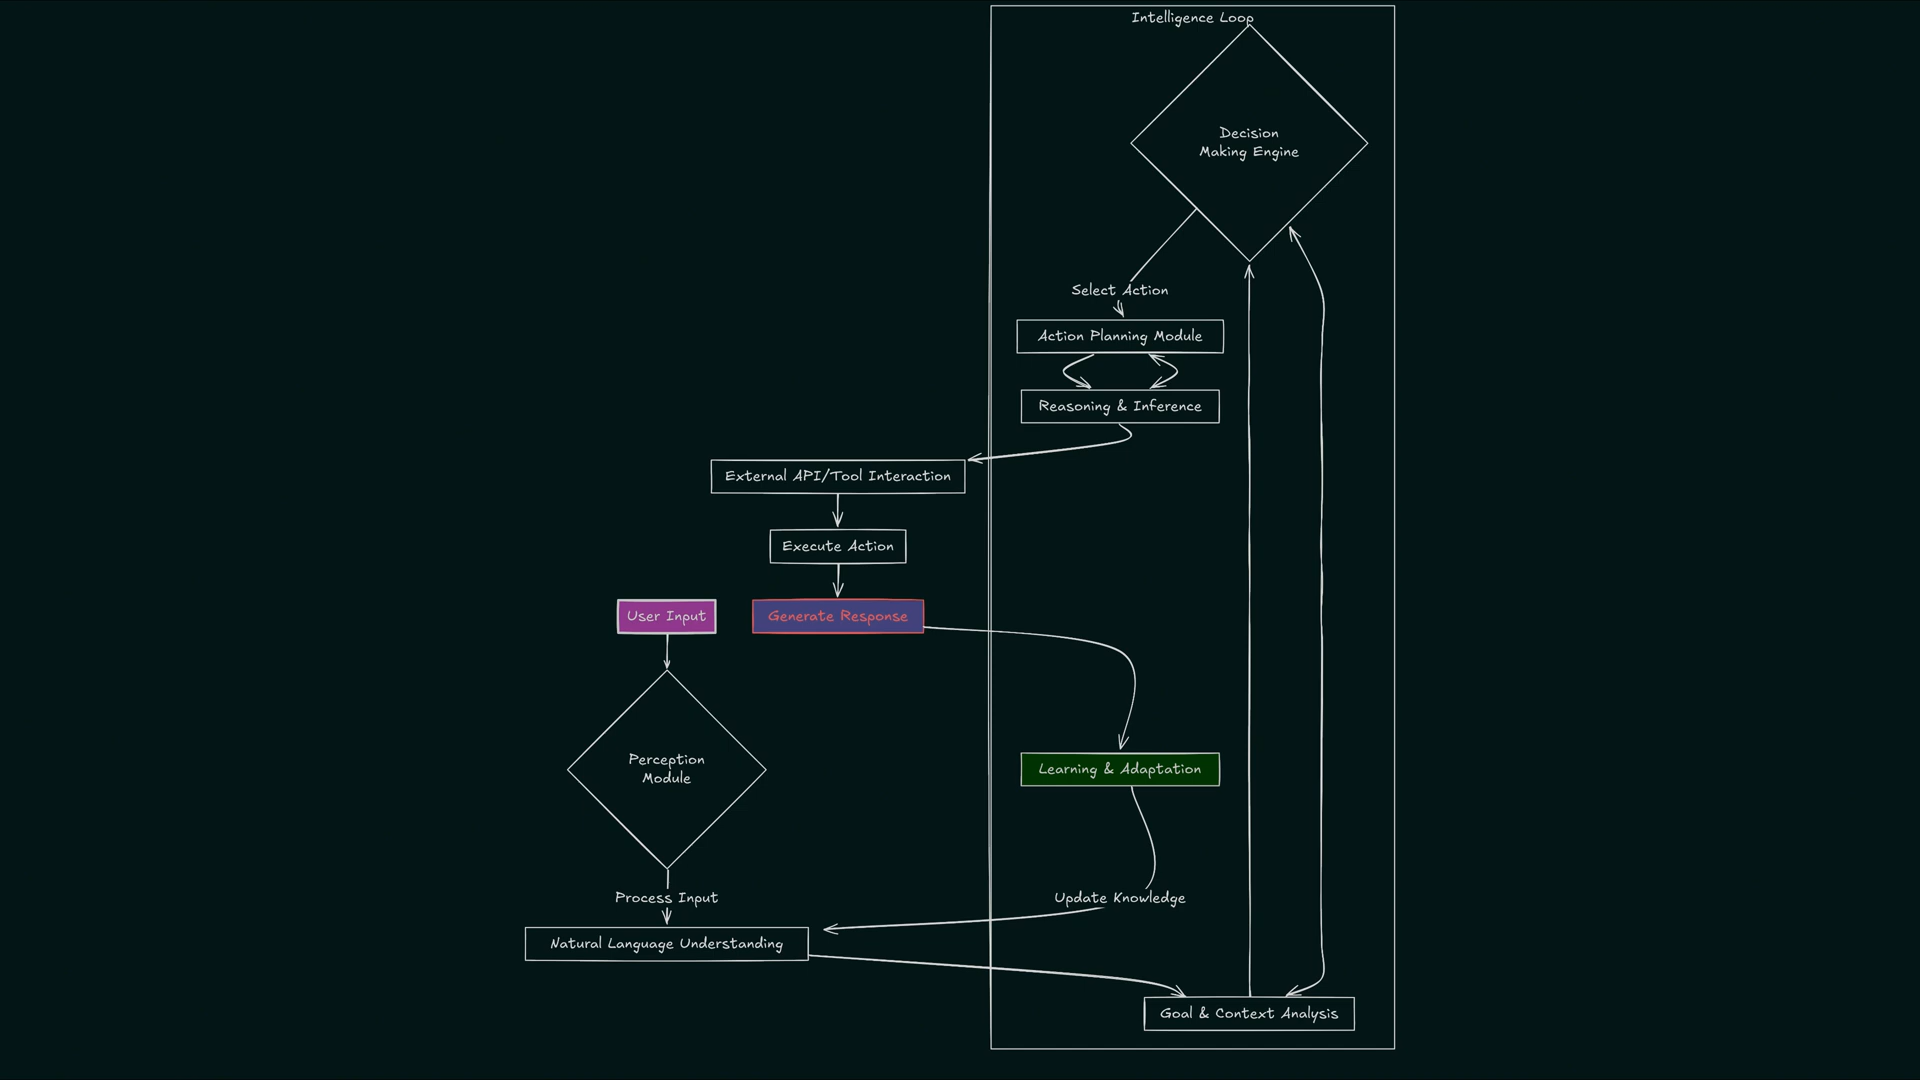 Intelligence Loop
Decision
Making Engine
Select Action
Action Planning Module
Reasoning & Inference
External API/Tool Interaction
Execute Action
User Input
Generate Response
Perception
Module
Learning & Adaptation
Process Input
Update Knowledge
Natural Language Understanding
Goal & Context Analysis